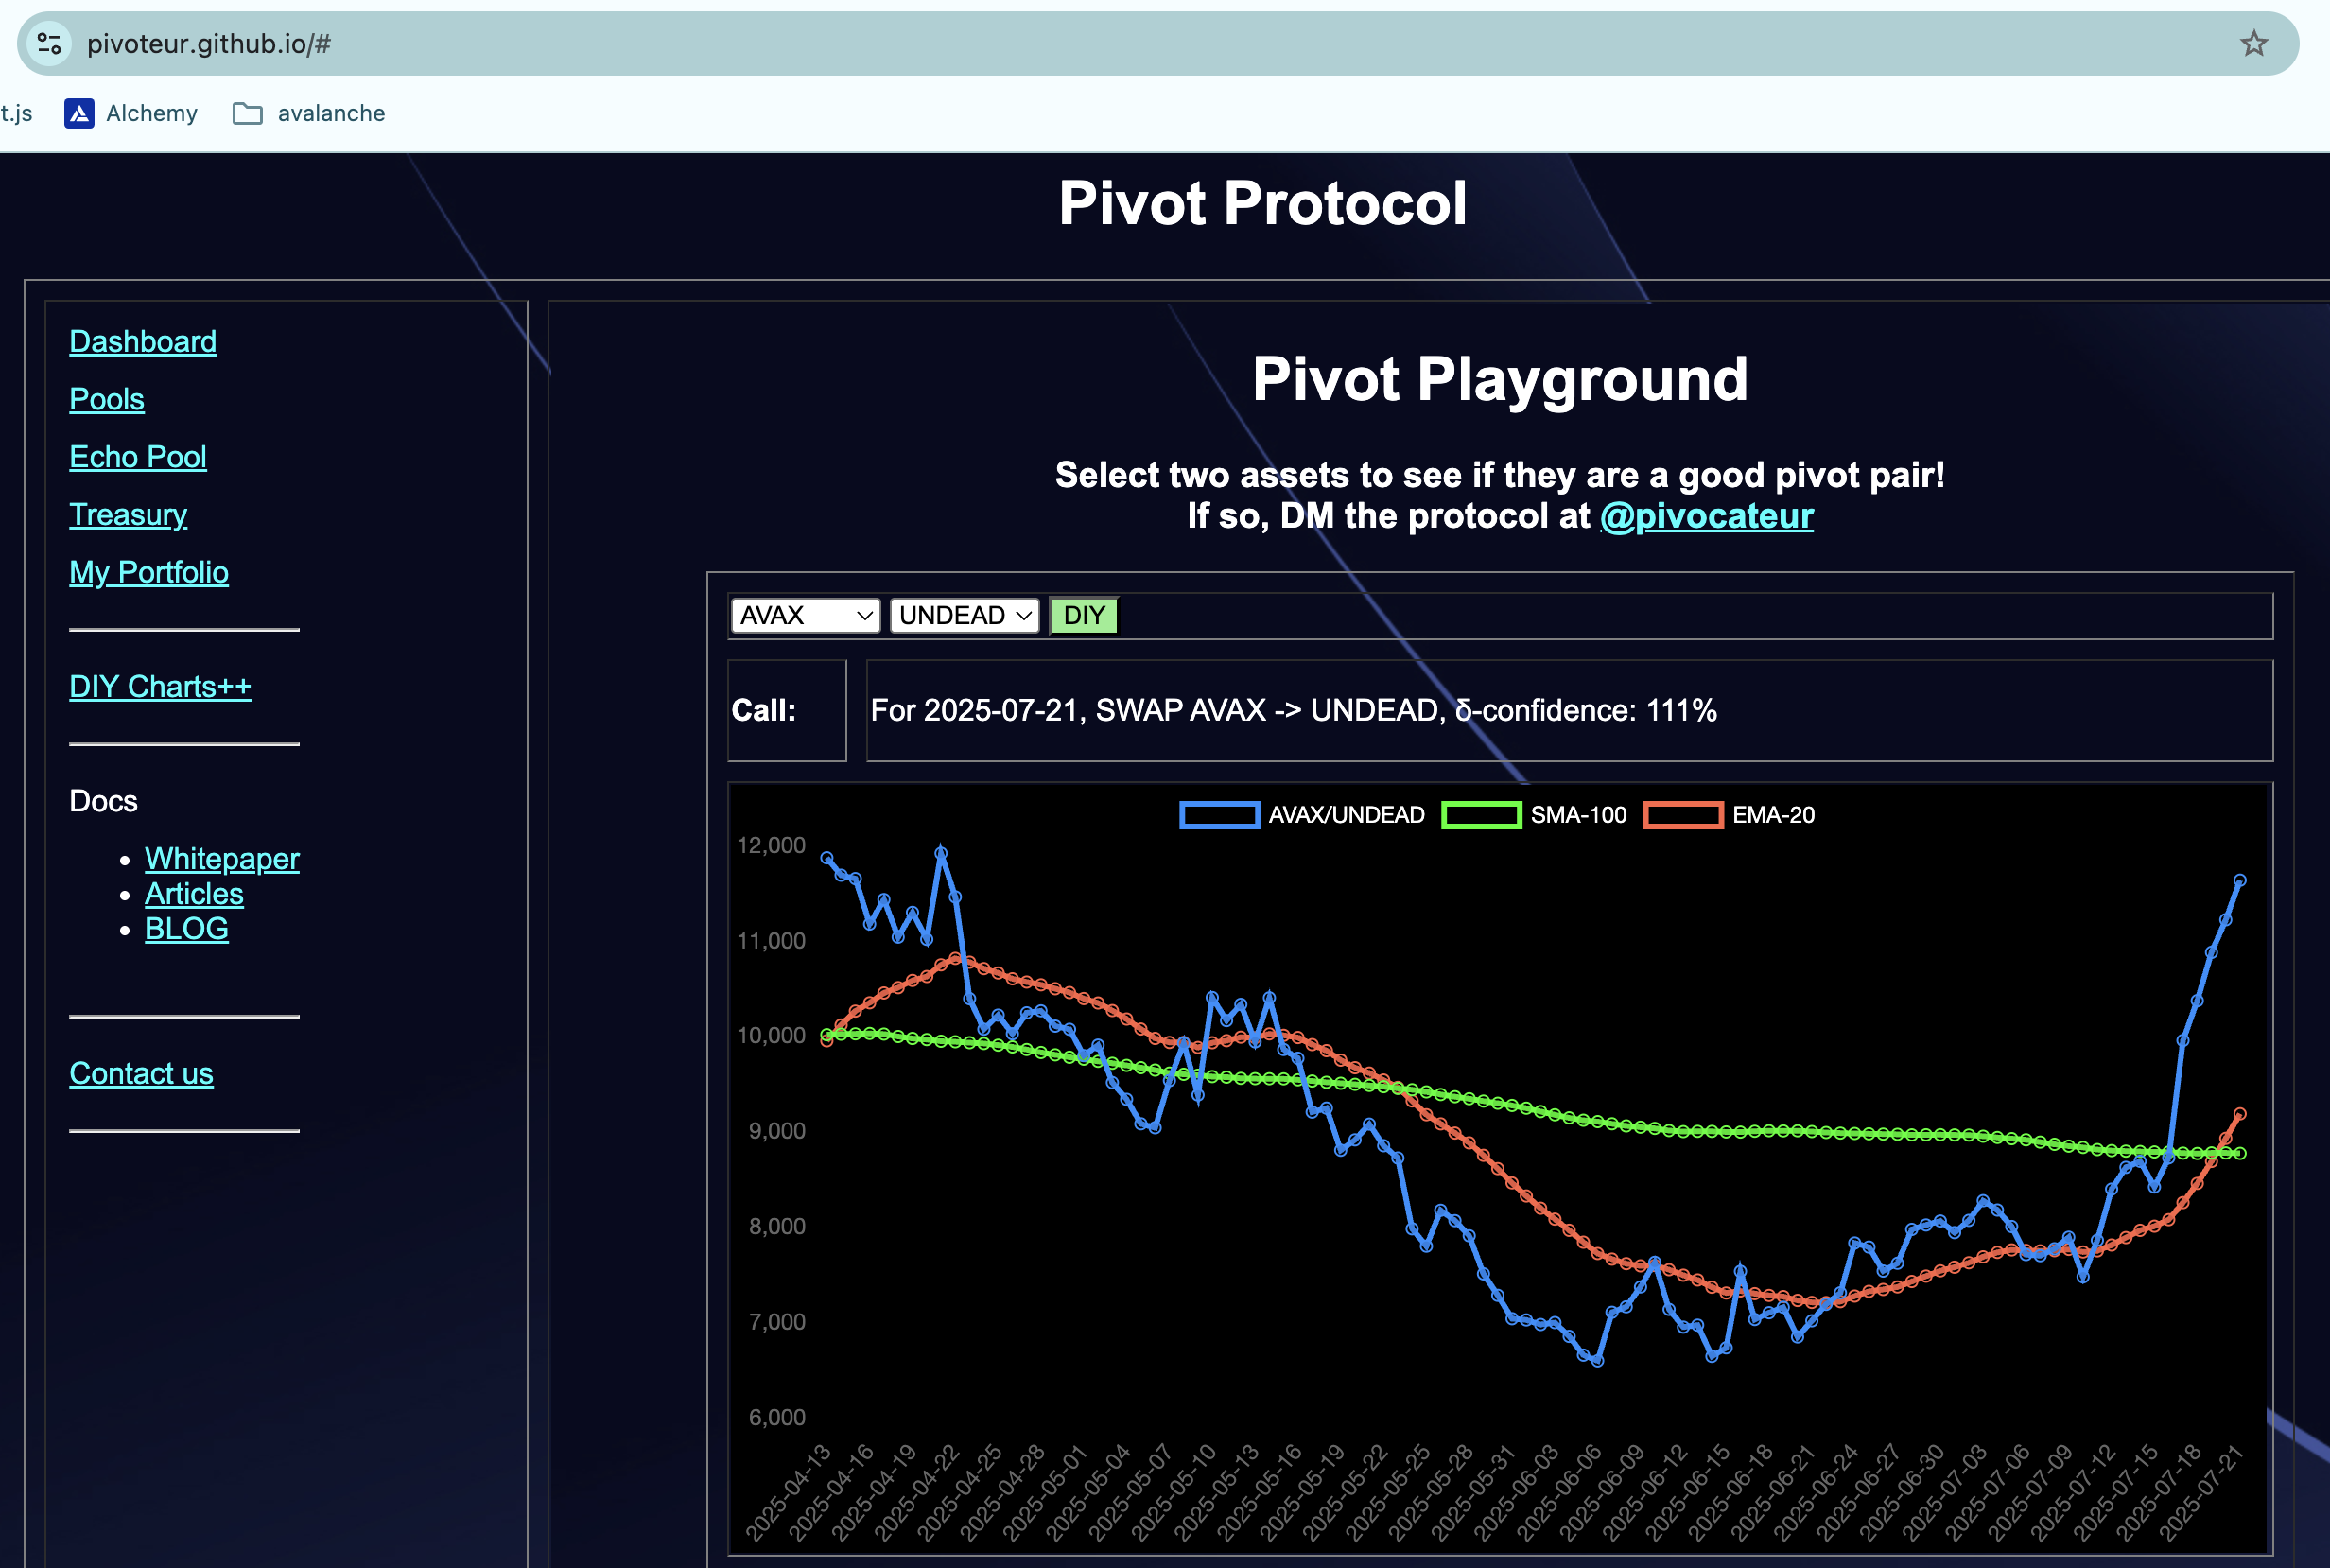 pivoteur.github.io/#
t.js Alchemy avalanche
Pivot Protocol
Dashboard
Pools
Echo Pool
Treasury
My Portfolio
DIY Charts++
Docs
Whitepaper
Articles
BLOG
Contact us
Pivot Playground
Select two assets to see if they are a good pivot pair!
If so, DM the protocol at @pivocateur
AVAX UNDEAD DIY
Call: For 2025-07-21, SWAP AVAX -> UNDEAD, δ-confidence: 111%
AVAX/UNDEAD SMA-100 EMA-20
12,000
11,000
10,000
9,000
8,000
7,000
6,000
2025-04-13
2025-04-16
2025-04-19
2025-04-22
2025-04-25
2025-04-28
2025-05-01
2025-05-04
2025-05-07
2025-05-10
2025-05-13
2025-05-16
2025-05-19
2025-05-22
2025-05-25
2025-05-28
2025-05-31
2025-06-03
2025-06-06
2025-06-09
2025-06-12
2025-06-15
2025-06-18
2025-06-21
2025-06-24
2025-06-27
2025-06-30
2025-07-03
2025-07-06
2025-07-09
2025-07-12
2025-07-15
2025-07-18
2025-07-21